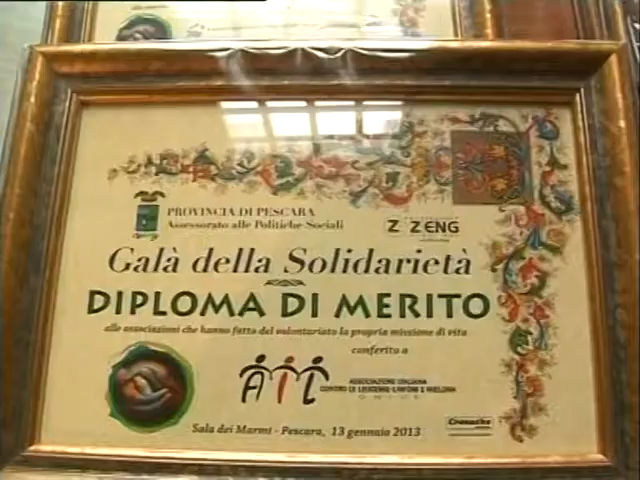 PROVINCIA DI PESCARA
Assessorato alle Politiche Sociali
Z ZENG
Galà della Solidarietà
DIPLOMA DI MERITO
alle associazioni che hanno fatto del volontariato la propria missione di vita
conferito a
AIL
ASSOCIAZIONE ITALIANA
CONTRO LE LEUCEMIE-LINFOMI E MIELOMA
ONLUS
Sala dei Marmi - Pescara, 13 gennaio 2013